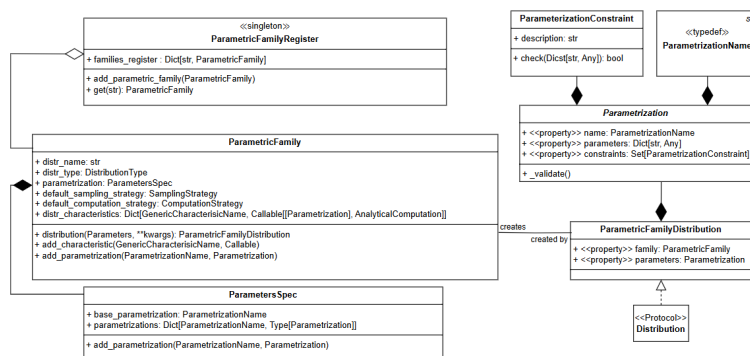 <<singleton>>
ParametricFamilyRegister
+ families_register : Dict[str, ParametricFamily]
+ add_parametric_family(ParametricFamily)
+ get(str): ParametricFamily
ParameterizationConstraint
+ description: str
+ check(Dicst[str, Any]): bool
s
<<typedef>>
ParametrizationName
Parametrization
+ <<property>> name: ParametrizationName
+ <<property>> parameters: Dict[str, Any]
+ <<property>> constraints: Set[ParametrizationConstraint]
+ _validate()
ParametricFamily
+ distr_name: str
+ distr_type: DistributionType
+ parametrization: ParametersSpec
+ default_sampling_strategy: SamplingStrategy
+ default_computation_strategy: ComputationStrategy
+ distr_characteristics: Dict[GenericCharacterisicName, Callable[[Parametrization], AnalyticalComputation]]
+ distribution(Parameters, **kwargs): ParametricFamilyDistribution
+ add_characteristic(GenericCharacterisicName, Callable)
+ add_parametrization(ParametrizationName, Parametrization)
creates
created by
ParametricFamilyDistribution
+ <<property>> family: ParametricFamily
+ <<property>> parameters: Parametrization
ParametersSpec
+ base_parametrization: ParametrizationName
+ parametrizations: Dict[ParametrizationName, Type[Parametrization]]
+ add_parametrization(ParametrizationName, Parametrization)
<<Protocol>>
Distribution